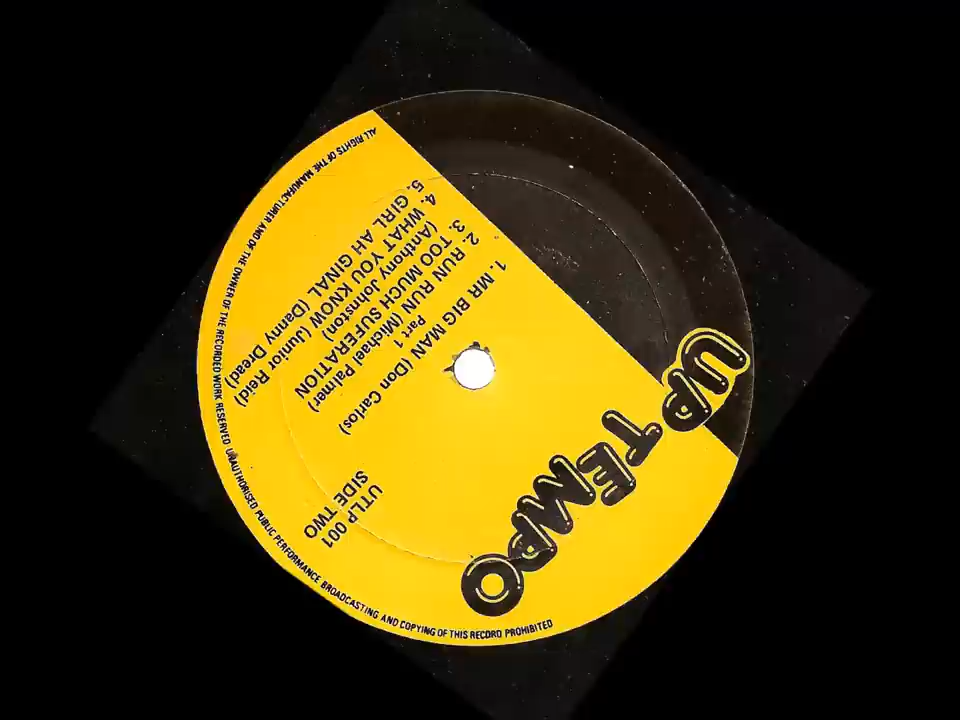 UP TEMPO
1. MR BIG MAN (Don Carlos)
Part 1
2. RUN RUN (Michael Palmer)
3. TOO MUCH SUFERATION
(Anthony Johnston)
4. WHAT YOU KNOW (Junior Reid)
5. GIRL AH GINAL (Danny Dread)
UTLP 001
SIDE TWO
ALL RIGHTS OF THE MANUFACTURER AND OF THE OWNER OF THE RECORDED WORK RESERVED UNAUTHORISED PUBLIC PERFORMANCE BROADCASTING AND COPYING OF THIS RECORD PROHIBITED